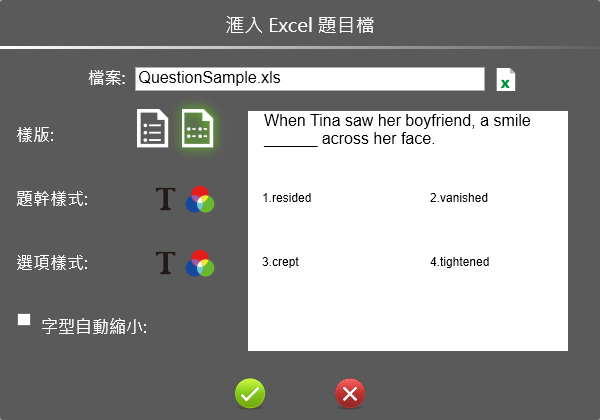 滙入 Excel 題目檔
檔案: QuestionSample.xls
樣版:
When Tina saw her boyfriend, a smile
______ across her face.
題幹樣式: T
1.resided 2.vanished
選項樣式: T
3.crept 4.tightened
字型自動縮小: